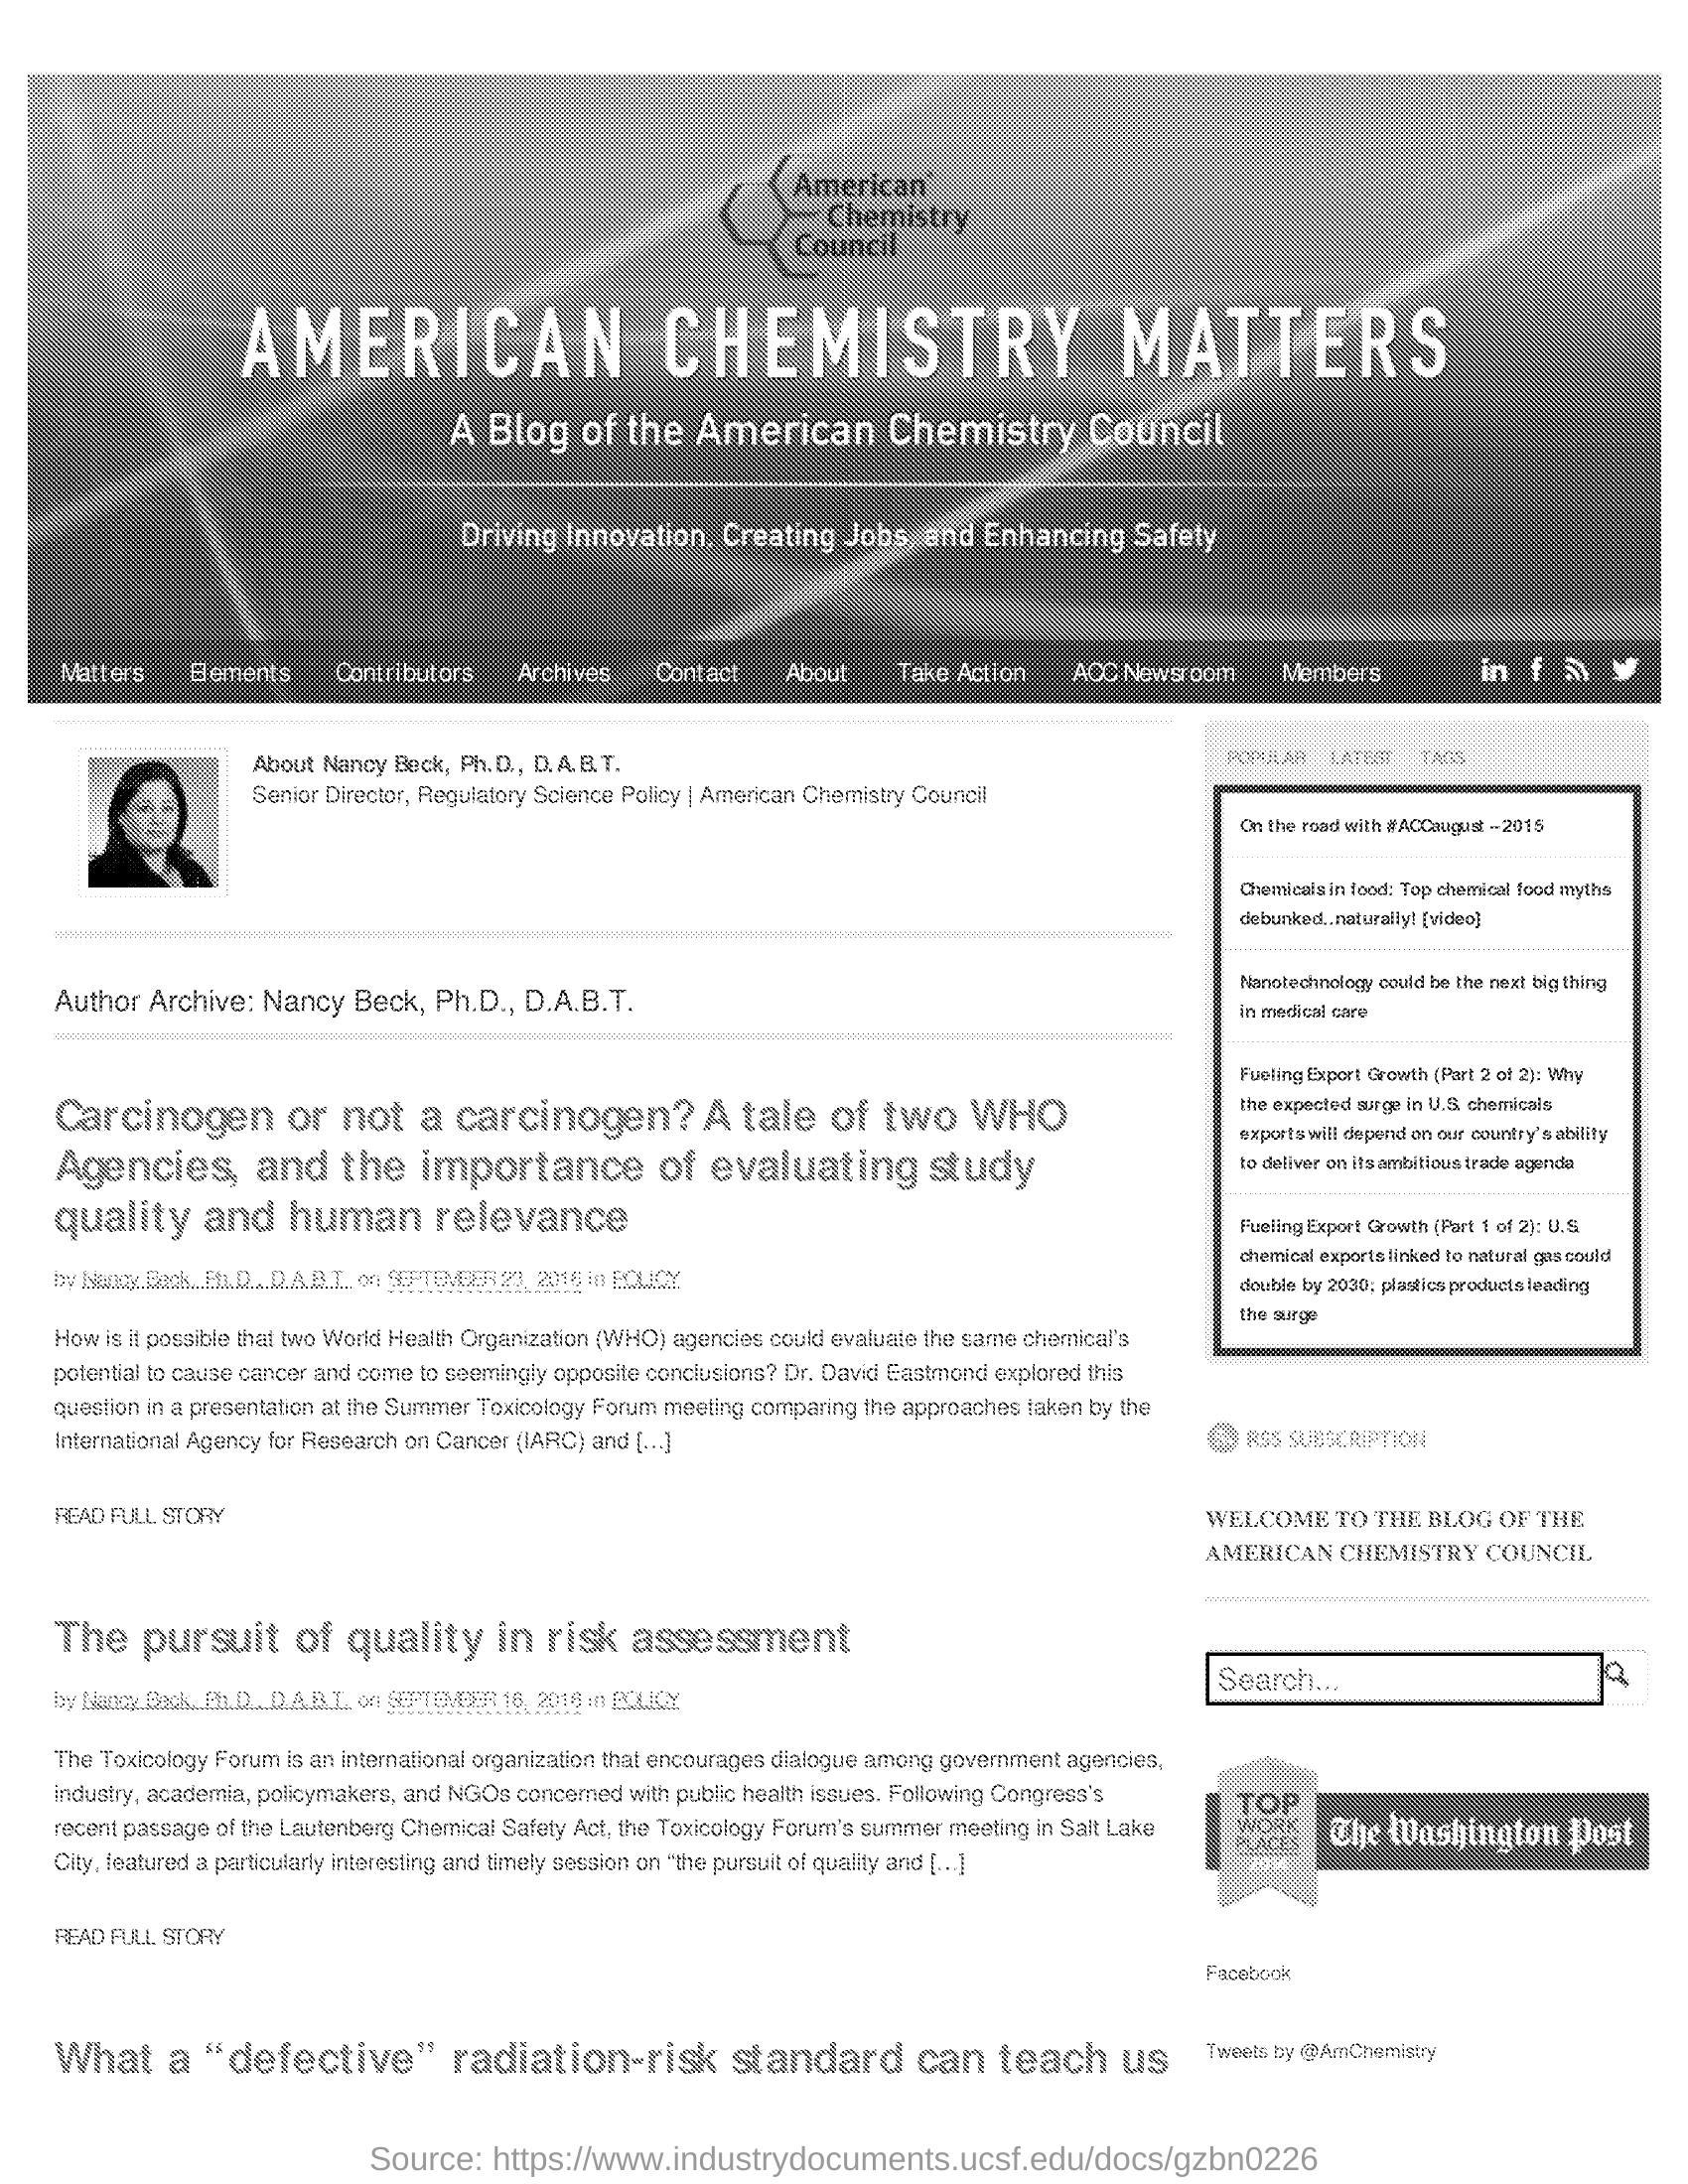 American
Chemistry
Council
AMERICAN CHEMISTRY MATTERS
A Blog of the American Chemistry Council
Driving Innovation, Creating Jobs, and Enhancing Safety
Matters Elements Contributors Archives Contact About Take Action ACC Newsroom Members in f
About Nancy Beck, Ph.D., D.A.B.T.
Senior Director, Regulatory Science Policy | American Chemistry Council
Author Archive: Nancy Beck, Ph.D., D.A.B.T.
Carcinogen or not a carcinogen? A tale of two WHO
Agencies, and the importance of evaluating study
quality and human relevance
by Nancy Beck, Ph.D., D.A.B.T. on SEPTEMBER 23, 2016 in POLICY
How is it possible that two World Health Organization (WHO) agencies could evaluate the same chemical's
potential to cause cancer and come to seemingly opposite conclusions? Dr. David Eastmond explored this
question in a presentation at the Summer Toxicology Forum meeting comparing the approaches taken by the
International Agency for Research on Cancer (IARC) and [...]
READ FULL STORY
The pursuit of quality in risk assessment
by Nancy Beck, Ph.D., D.A.B.T. on SEPTEMBER 16, 2016 in POLICY
The Toxicology Forum is an international organization that encourages dialogue among government agencies,
industry, academia, policymakers, and NGOs concerned with public health issues. Following Congress's
recent passage of the Lautenberg Chemical Safety Act, the Toxicology Forum's summer meeting in Salt Lake
City, featured a particularly interesting and timely session on "the pursuit of quality and [...]
READ FULL STORY
What a "defective" radiation-risk standard can teach us
POPULAR LATEST TAGS
On the road with #ACCaugust – 2015
Chemicals in food: Top chemical food myths
debunked..naturally! [video]
Nanotechnology could be the next big thing
in medical care
Fueling Export Growth (Part 2 of 2): Why
the expected surge in U.S. chemicals
exports will depend on our country's ability
to deliver on its ambitious trade agenda
Fueling Export Growth (Part 1 of 2): U.S.
chemical exports linked to natural gas could
double by 2030; plastics products leading
the surge
RSS SUBSCRIPTION
WELCOME TO THE BLOG OF THE
AMERICAN CHEMISTRY COUNCIL
Search...
TOP
WORK
PLACES
The Washington Post
Facebook
Tweets by @AmChemistry
Source: https://www.industrydocuments.ucsf.edu/docs/gzbn0226